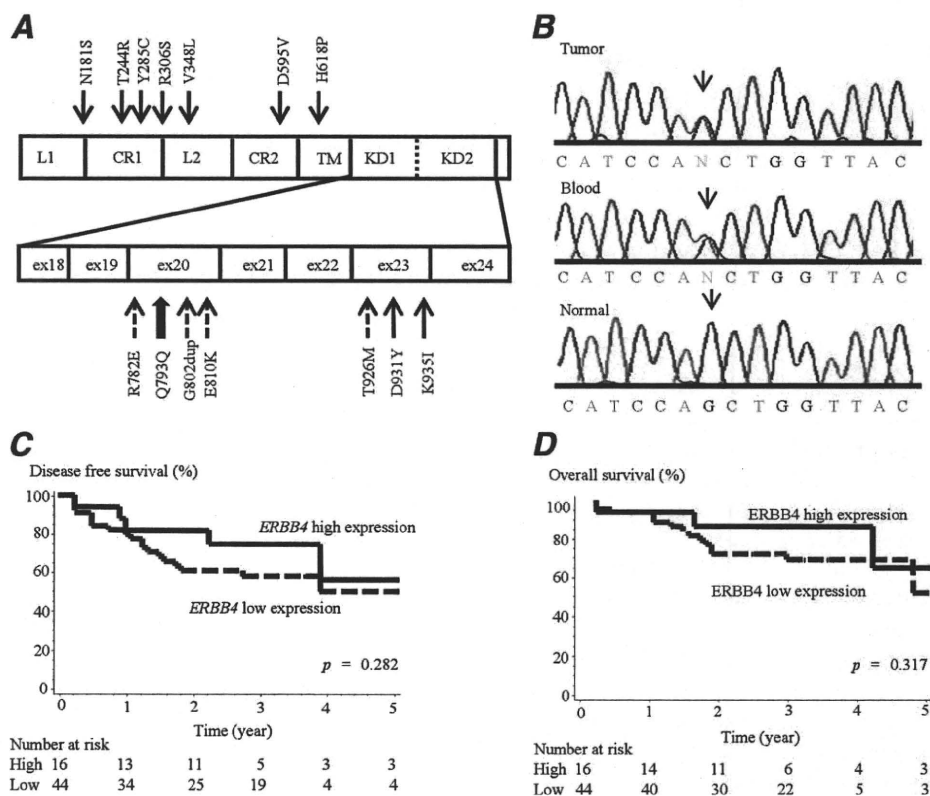 A
N181S
T244R
Y285C
R306S
V348L
D595V
H618P
L1 CR1 L2 CR2 TM KD1 KD2
ex18 ex19 ex20 ex21 ex22 ex23 ex24
R782E
Q793Q
G802dup
E810K
T926M
D931Y
K935I
B
Tumor
C A T C C A N C T G G T T A C
Blood
C A T C C A N C T G G T T A C
Normal
C A T C C A G C T G G T T A C
C
Disease free survival (%)
100
80
60
40
20
0
ERBB4 high expression
ERBB4 low expression
p = 0.282
0 1 2 3 4 5
Time (year)
Number at risk
High 16 13 11 5 3 3
Low 44 34 25 19 4 4
D
Overall survival (%)
100
80
60
40
20
0
ERBB4 high expression
ERBB4 low expression
p = 0.317
0 1 2 3 4 5
Time (year)
Number at risk
High 16 14 11 6 4 3
Low 44 40 30 22 5 3